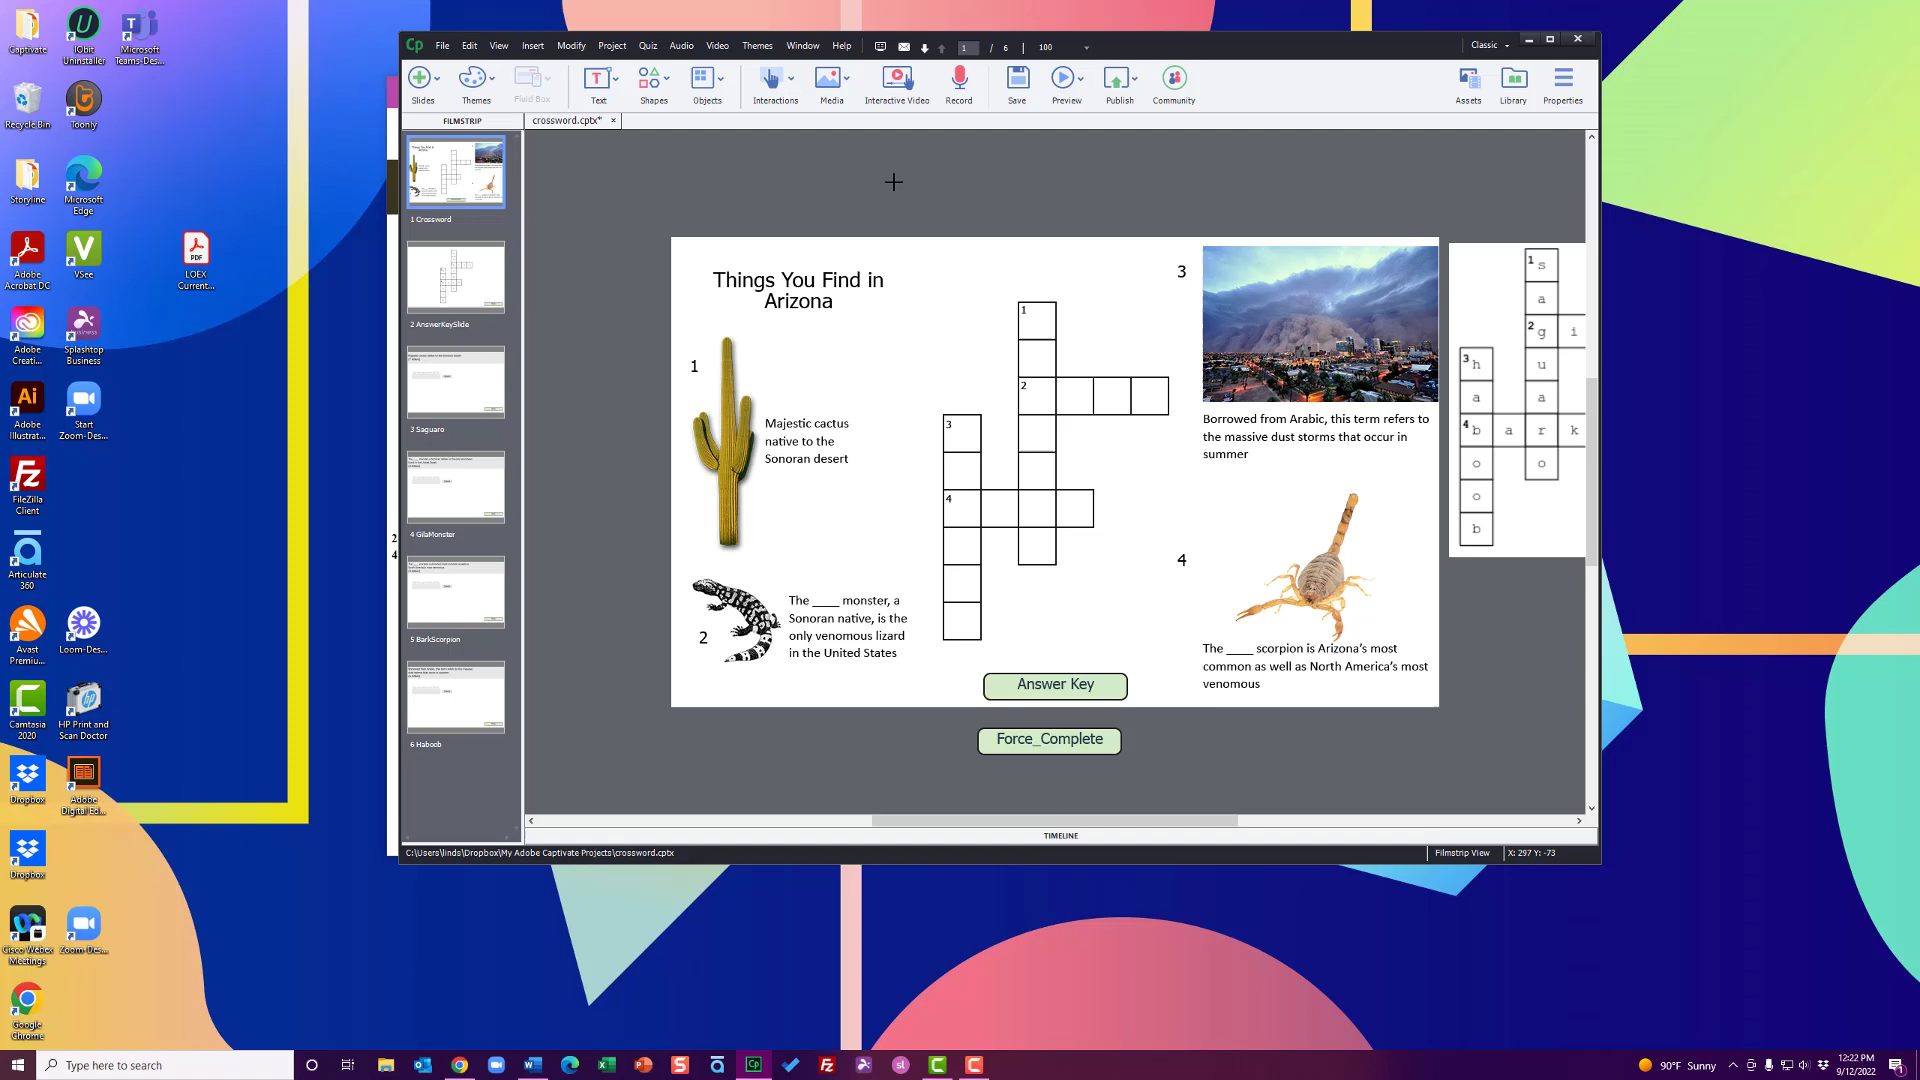 Cp File Edit View Insert Modify Project Quiz Audio Video Themes Window Help 1 / 6 100 Classic
Slides Themes Fluid Box Text Shapes Objects Interactions Media Interactive Video Record Save Preview Publish Community Assets Library Properties
FILMSTRIP
crossword.cptx*
1 Crossword
2 AnswerKeySlide
3 Saguaro
4 GilaMonster
5 BarkScorpion
6 Haboob
Things You Find in
Arizona
1
Majestic cactus
native to the
Sonoran desert
2
The ____ monster, a
Sonoran native, is the
only venomous lizard
in the United States
1
2
3
4
3
Borrowed from Arabic, this term refers to
the massive dust storms that occur in
summer
4
The ____ scorpion is Arizona's most
common as well as North America's most
venomous
Answer Key
Force_Complete
1 s
a
2 g i
3 h u
a a
4 b a r k
o o
o
b
TIMELINE
C:\Users\linds\Dropbox\My Adobe Captivate Projects\crossword.cptx
Filmstrip View X: 297 Y: -73
2
4
Captivate
IObit
Uninstaller
Microsoft
Teams-Des...
Recycle Bin
Toonly
Storyline
Microsoft
Edge
Adobe
Acrobat DC
VSee
PDF
LOEX
Current...
Adobe
Creati...
Splashtop
Business
Adobe
Illustrat...
Start
Zoom-Des...
FileZilla
Client
Articulate
360
Avast
Premiu...
Loom-Des...
Camtasia
2020
HP Print and
Scan Doctor
Dropbox
Adobe
Digital Ed...
Dropbox
Cisco Webex
Meetings
Zoom-Des...
Google
Chrome
Type here to search
90°F Sunny
12:22 PM
9/12/2022